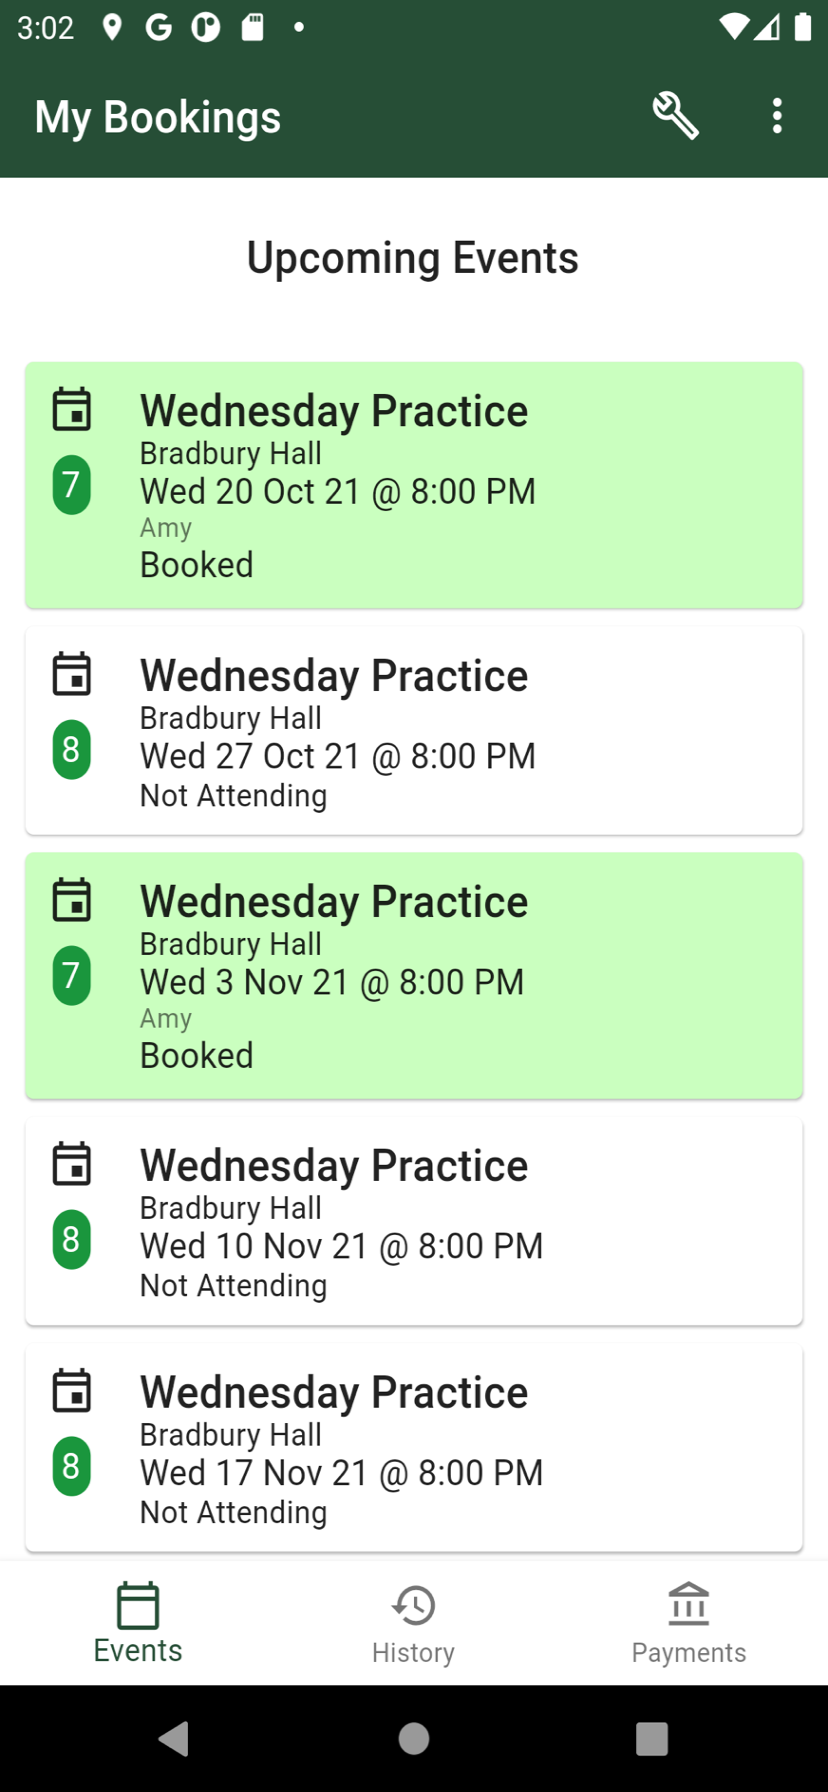 3:02
My Bookings
Upcoming Events
Wednesday Practice
Bradbury Hall
7
Wed 20 Oct 21 @ 8:00 PM
Amy
Booked
Wednesday Practice
Bradbury Hall
8
Wed 27 Oct 21 @ 8:00 PM
Not Attending
Wednesday Practice
Bradbury Hall
7
Wed 3 Nov 21 @ 8:00 PM
Amy
Booked
Wednesday Practice
Bradbury Hall
8
Wed 10 Nov 21 @ 8:00 PM
Not Attending
Wednesday Practice
Bradbury Hall
8
Wed 17 Nov 21 @ 8:00 PM
Not Attending
Events
History
Payments